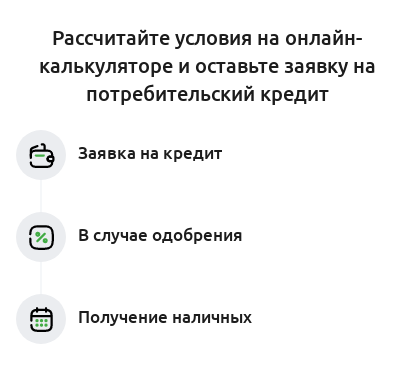 Рассчитайте условия на онлайн-
калькуляторе и оставьте заявку на
потребительский кредит
Заявка на кредит
В случае одобрения
Получение наличных